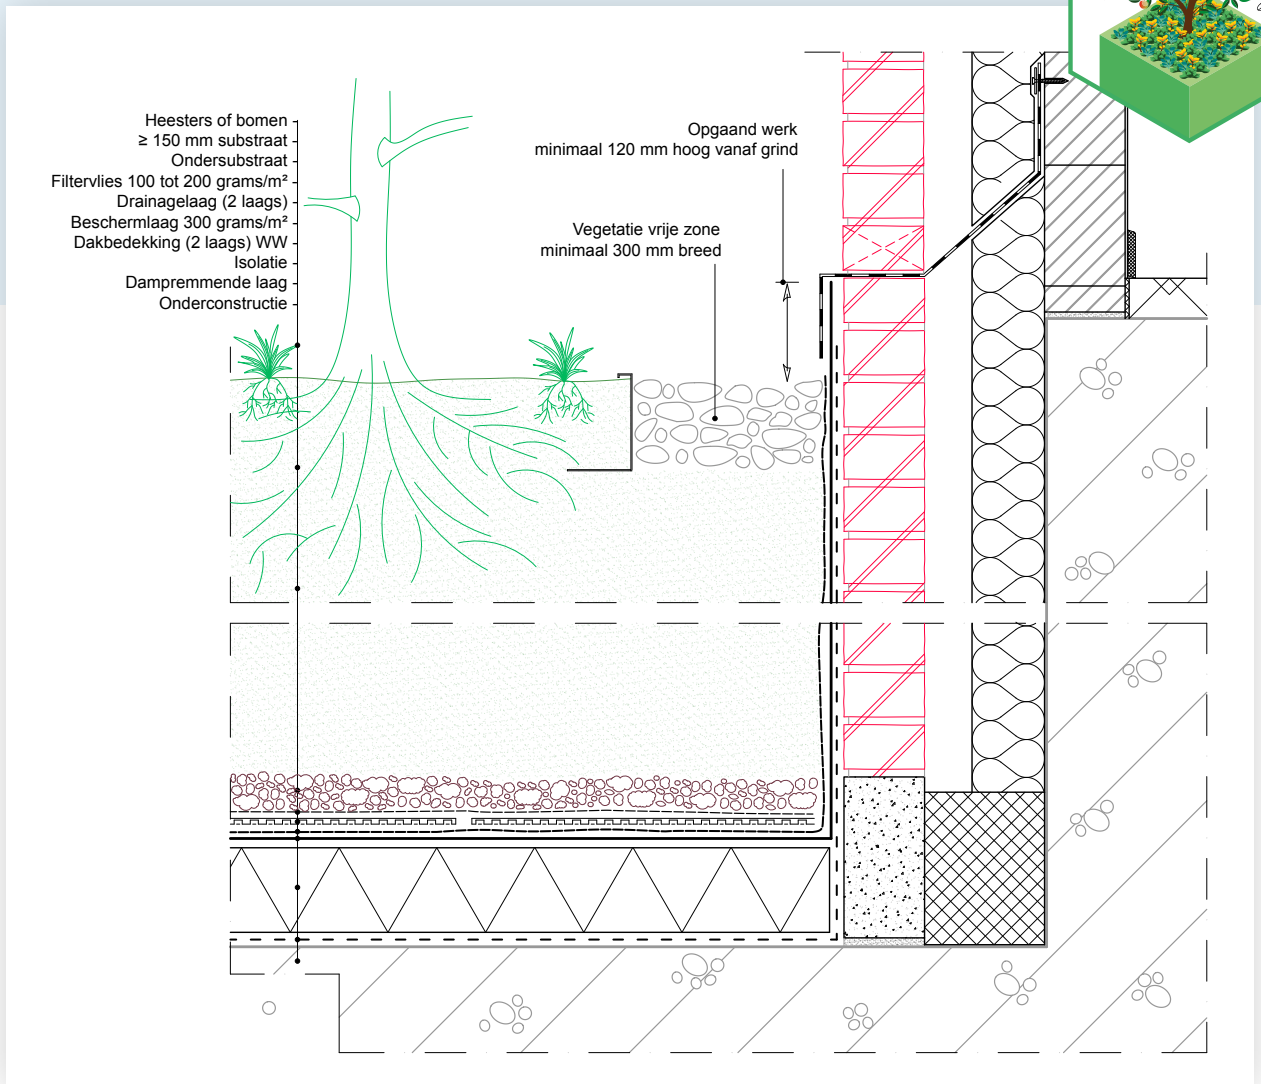 Heesters of bomen
≥ 150 mm substraat
Ondersubstraat
Filtervlies 100 tot 200 grams/m²
Drainagelaag (2 laags)
Beschermlaag 300 grams/m²
Dakbedekking (2 laags) WW
Isolatie
Dampremmende laag
Onderconstructie
Opgaand werk
minimaal 120 mm hoog vanaf grind
Vegetatie vrije zone
minimaal 300 mm breed